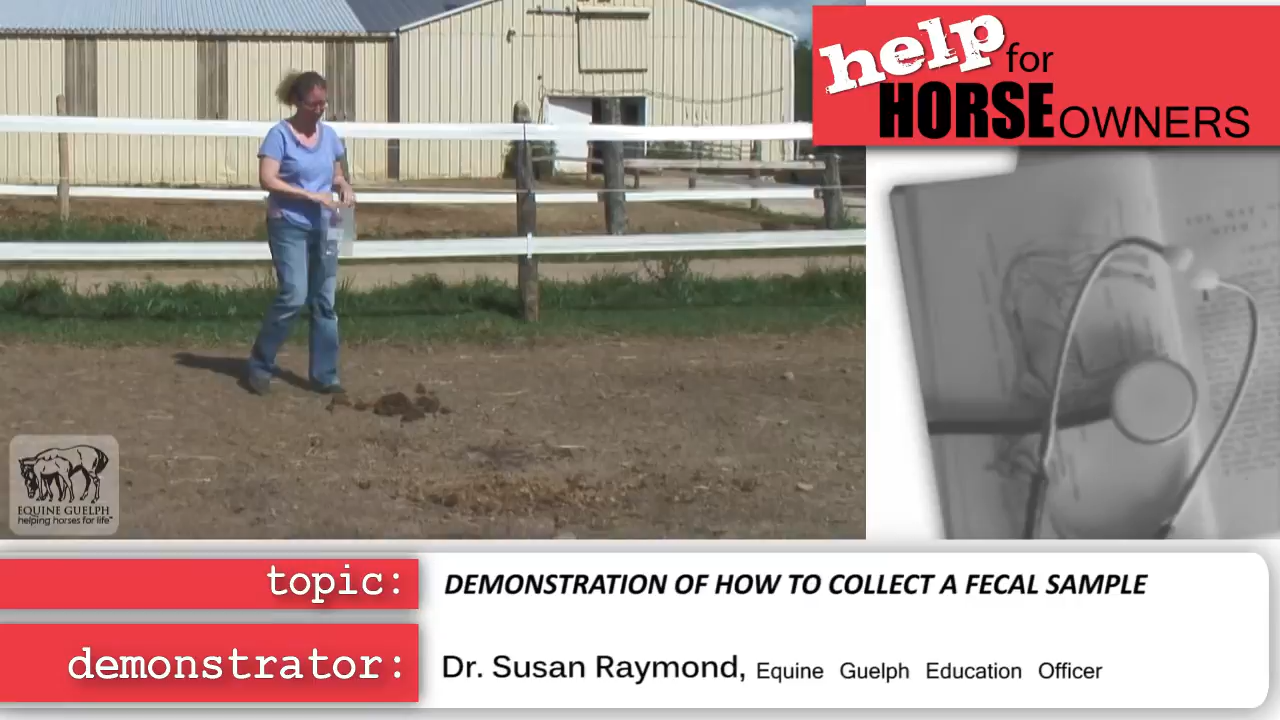 help for
HORSE OWNERS
EQUINE GUELPH
helping horses for life™
topic:
DEMONSTRATION OF HOW TO COLLECT A FECAL SAMPLE
demonstrator:
Dr. Susan Raymond, Equine Guelph Education Officer